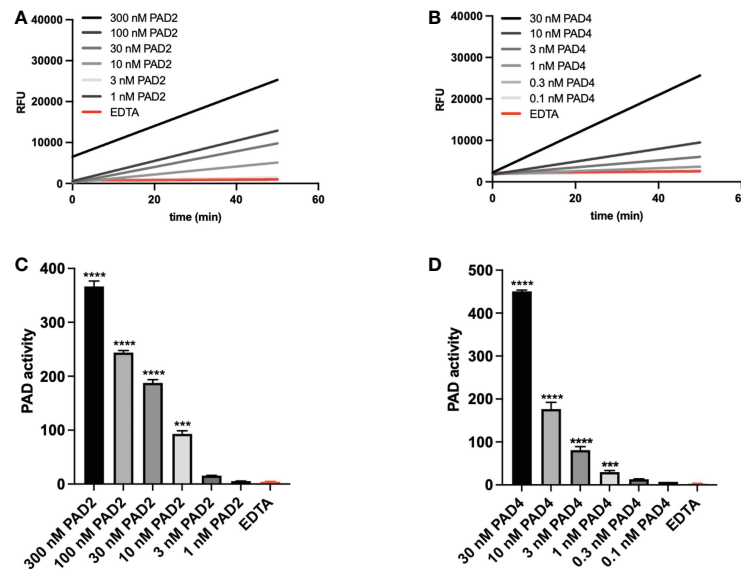 A
300 nM PAD2
100 nM PAD2
30 nM PAD2
10 nM PAD2
3 nM PAD2
1 nM PAD2
EDTA
40000
30000
20000
10000
0
RFU
0
20
40
60
time (min)
B
30 nM PAD4
10 nM PAD4
3 nM PAD4
1 nM PAD4
0.3 nM PAD4
0.1 nM PAD4
EDTA
40000
30000
20000
10000
0
RFU
0
20
40
60
time (min)
C
400
300
200
100
0
PAD activity
****
****
****
***
300 nM PAD2
100 nM PAD2
30 nM PAD2
10 nM PAD2
3 nM PAD2
1 nM PAD2
EDTA
D
500
400
300
200
100
0
PAD activity
****
****
****
***
30 nM PAD4
10 nM PAD4
3 nM PAD4
1 nM PAD4
0.3 nM PAD4
0.1 nM PAD4
EDTA